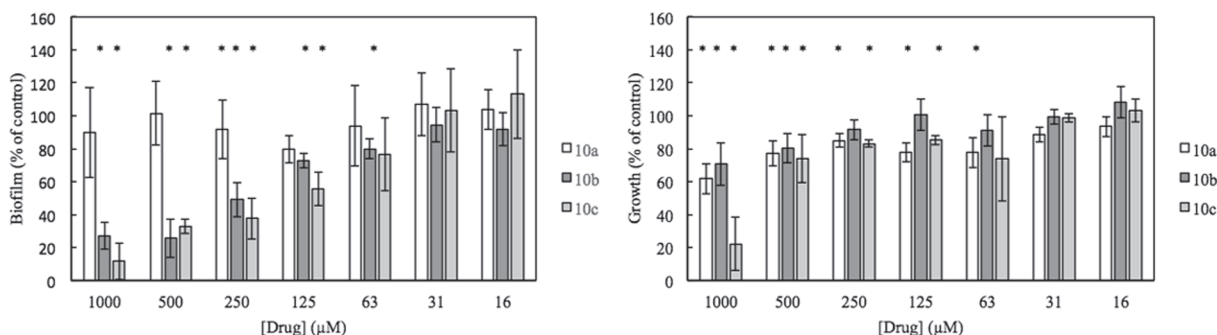 160
140
120
100
80
60
40
20
0
Biofilm (% of control)
* * * * * * * * * *
1000 500 250 125 63 31 16
[Drug] (µM)
10a
10b
10c
160
140
120
100
80
60
40
20
0
Growth (% of control)
* * * * * * * * * * *
1000 500 250 125 63 31 16
[Drug] (µM)
10a
10b
10c